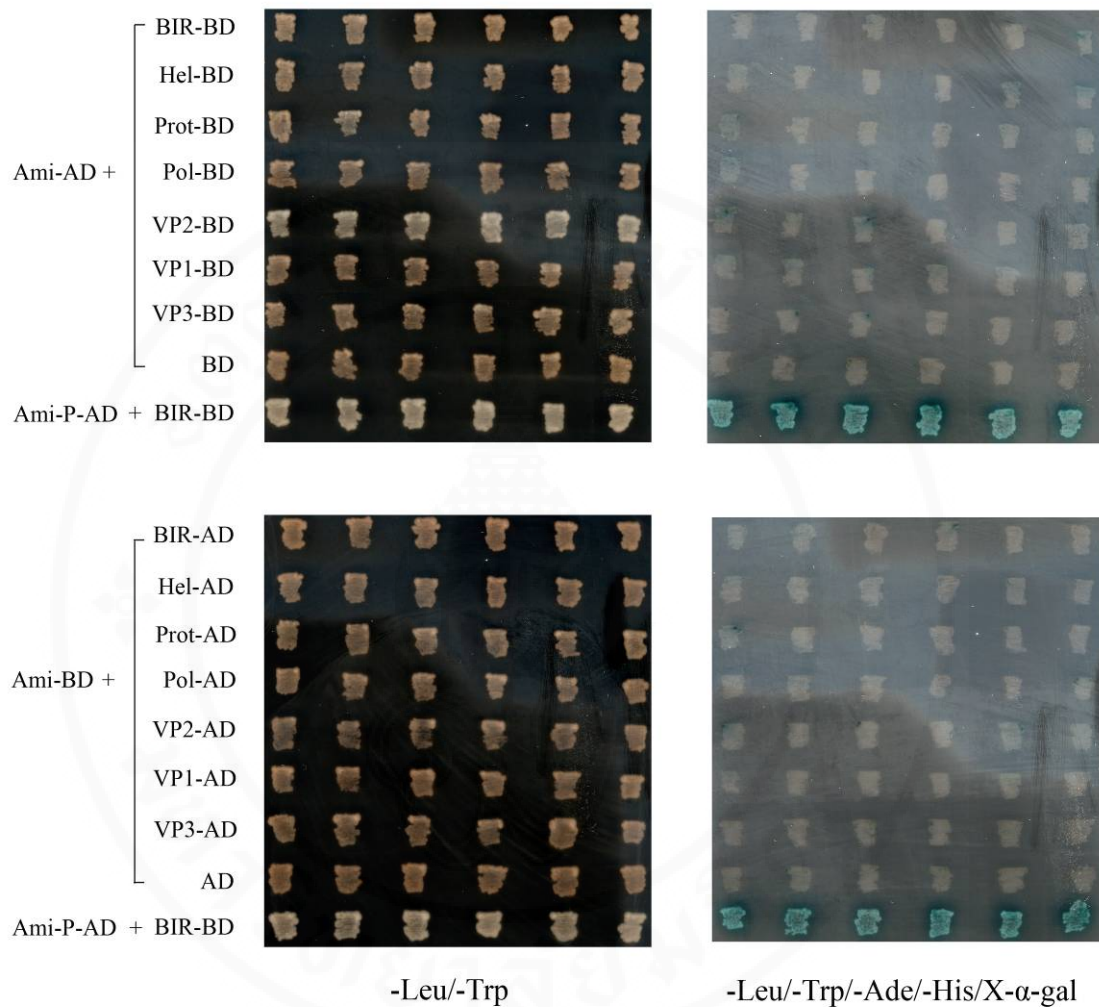 BIR-BD
Hel-BD
Prot-BD
Ami-AD +
Pol-BD
VP2-BD
VP1-BD
VP3-BD
BD
Ami-P-AD + BIR-BD
BIR-AD
Hel-AD
Prot-AD
Ami-BD +
Pol-AD
VP2-AD
VP1-AD
VP3-AD
AD
Ami-P-AD + BIR-BD
-Leu/-Trp
-Leu/-Trp/-Ade/-His/X-α-gal